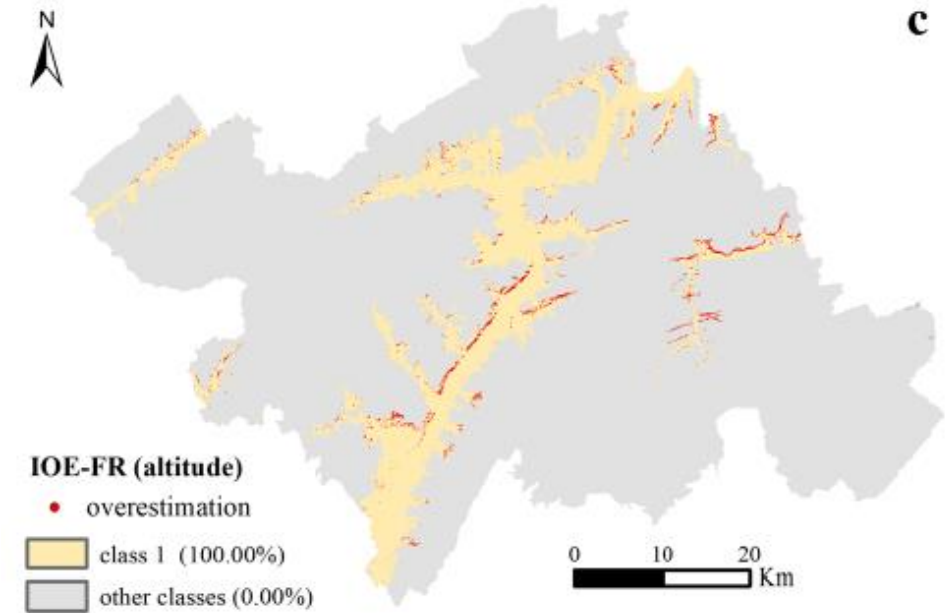 N
c
IOE-FR (altitude)
overestimation
class 1 (100.00%)
other classes (0.00%)
0 10 20
Km